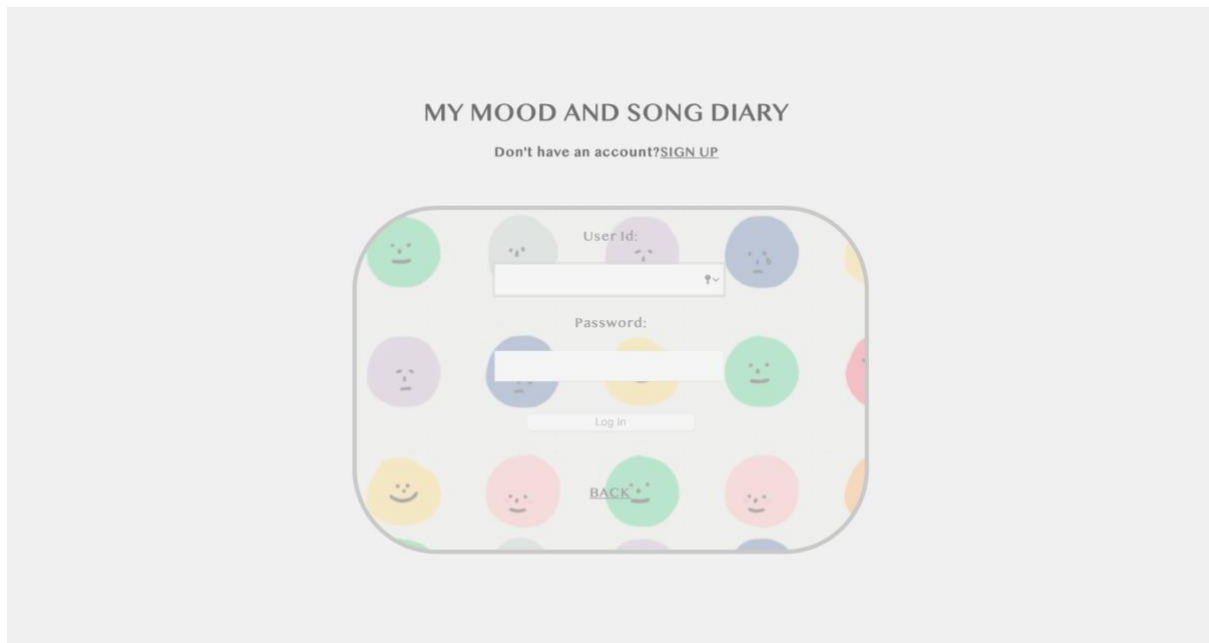 MY MOOD AND SONG DIARY
Don't have an account?SIGN UP
User Id:
Password:
Log In
BACK